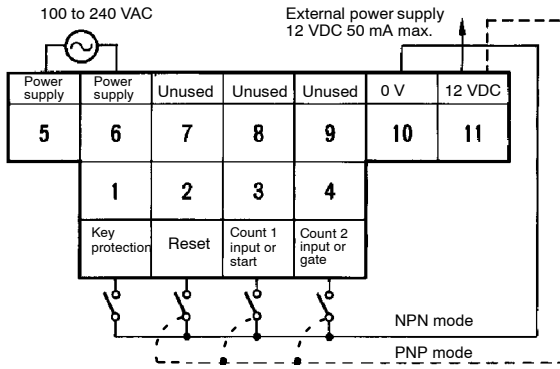 100 to 240 VAC
External power supply
12 VDC 50 mA max.
Power
supply
Power
supply
Unused
Unused
Unused
0 V
12 VDC
5
6
7
8
9
10
11
1
2
3
4
Key
protection
Reset
Count 1
input or
start
Count 2
input or
gate
NPN mode
PNP mode